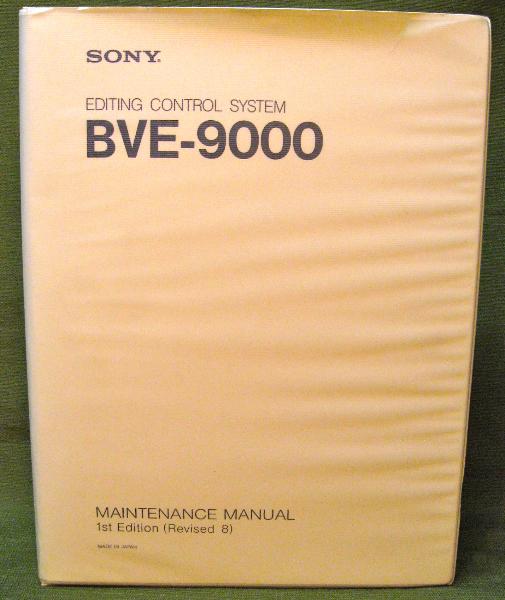 SONY.
EDITING CONTROL SYSTEM
BVE-9000
MAINTENANCE MANUAL
1st Edition (Revised 8)
MADE IN JAPAN